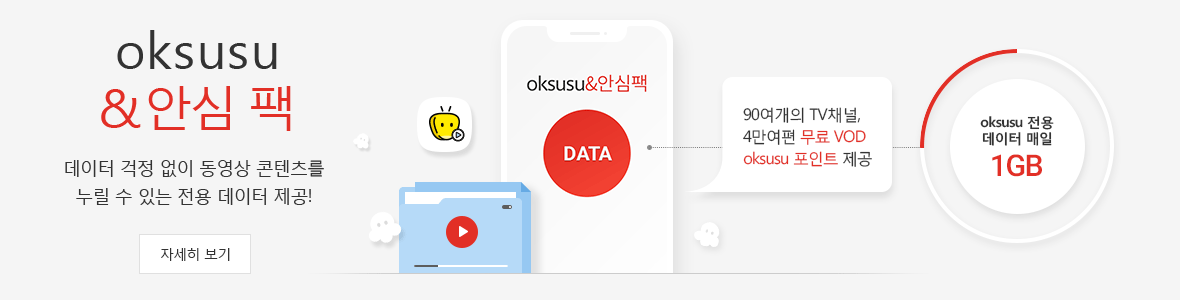 oksusu
&안심 팩
데이터 걱정 없이 동영상 콘텐츠를
누릴 수 있는 전용 데이터 제공!
자세히 보기
oksusu&안심팩
DATA
90여개의 TV채널,
4만여편 무료 VOD
oksusu 포인트 제공
oksusu 전용
데이터 매일
1GB